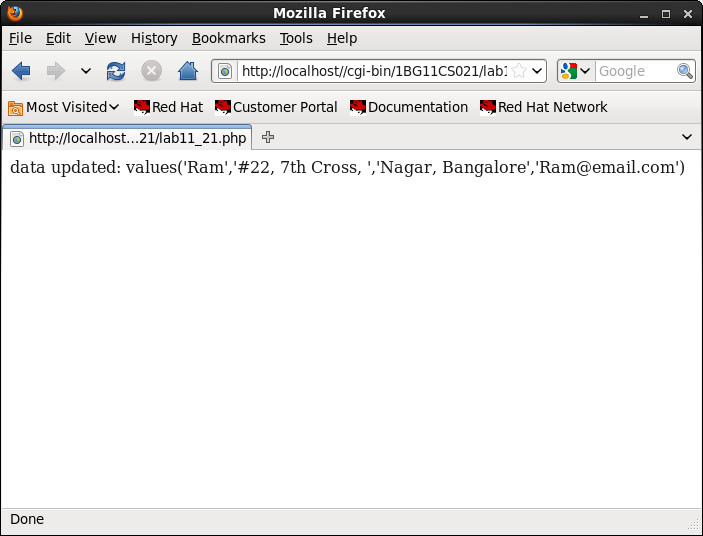 Mozilla Firefox
File Edit View History Bookmarks Tools Help
http://localhost//cgi-bin/1BG11CS021/lab1 Google
Most Visited Red Hat Customer Portal Documentation Red Hat Network
http://localhost...21/lab11_21.php
data updated: values('Ram','#22, 7th Cross, ','Nagar, Bangalore','Ram@email.com')
Done